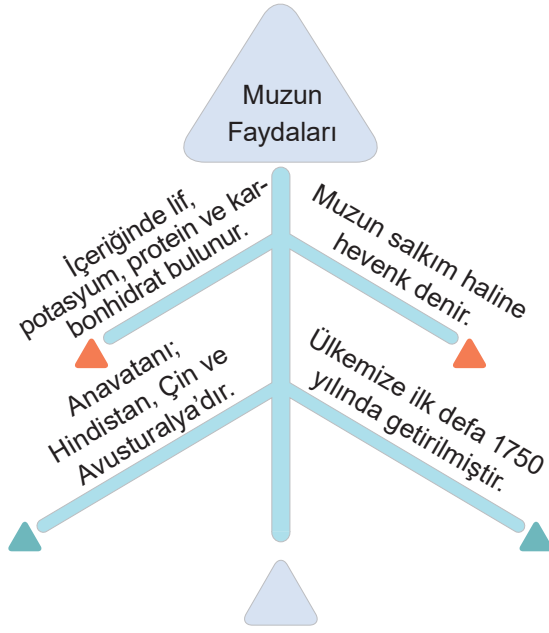 Muzun
Faydaları
İçeriğinde lif,
potasyum, protein ve kar-
bonhidrat bulunur.
Muzun salkım haline
hevenk denir.
Anavatanı;
Hindistan, Çin ve
Avusturalya’dır.
Ülkemize ilk defa 1750
yılında getirilmiştir.